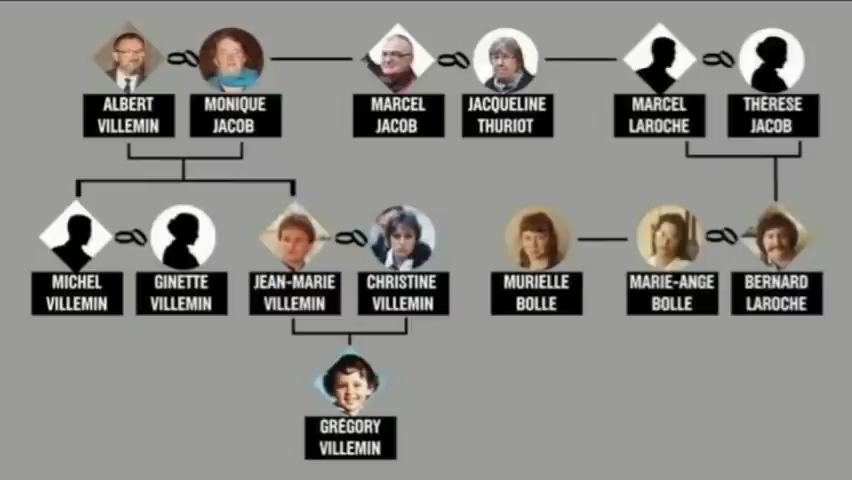 ALBERT
VILLEMIN
MONIQUE
JACOB
MARCEL
JACOB
JACQUELINE
THURIOT
MARCEL
LAROCHE
THÉRÈSE
JACOB
MICHEL
VILLEMIN
GINETTE
VILLEMIN
JEAN-MARIE
VILLEMIN
CHRISTINE
VILLEMIN
MURIELLE
BOLLE
MARIE-ANGE
BOLLE
BERNARD
LAROCHE
GRÉGORY
VILLEMIN